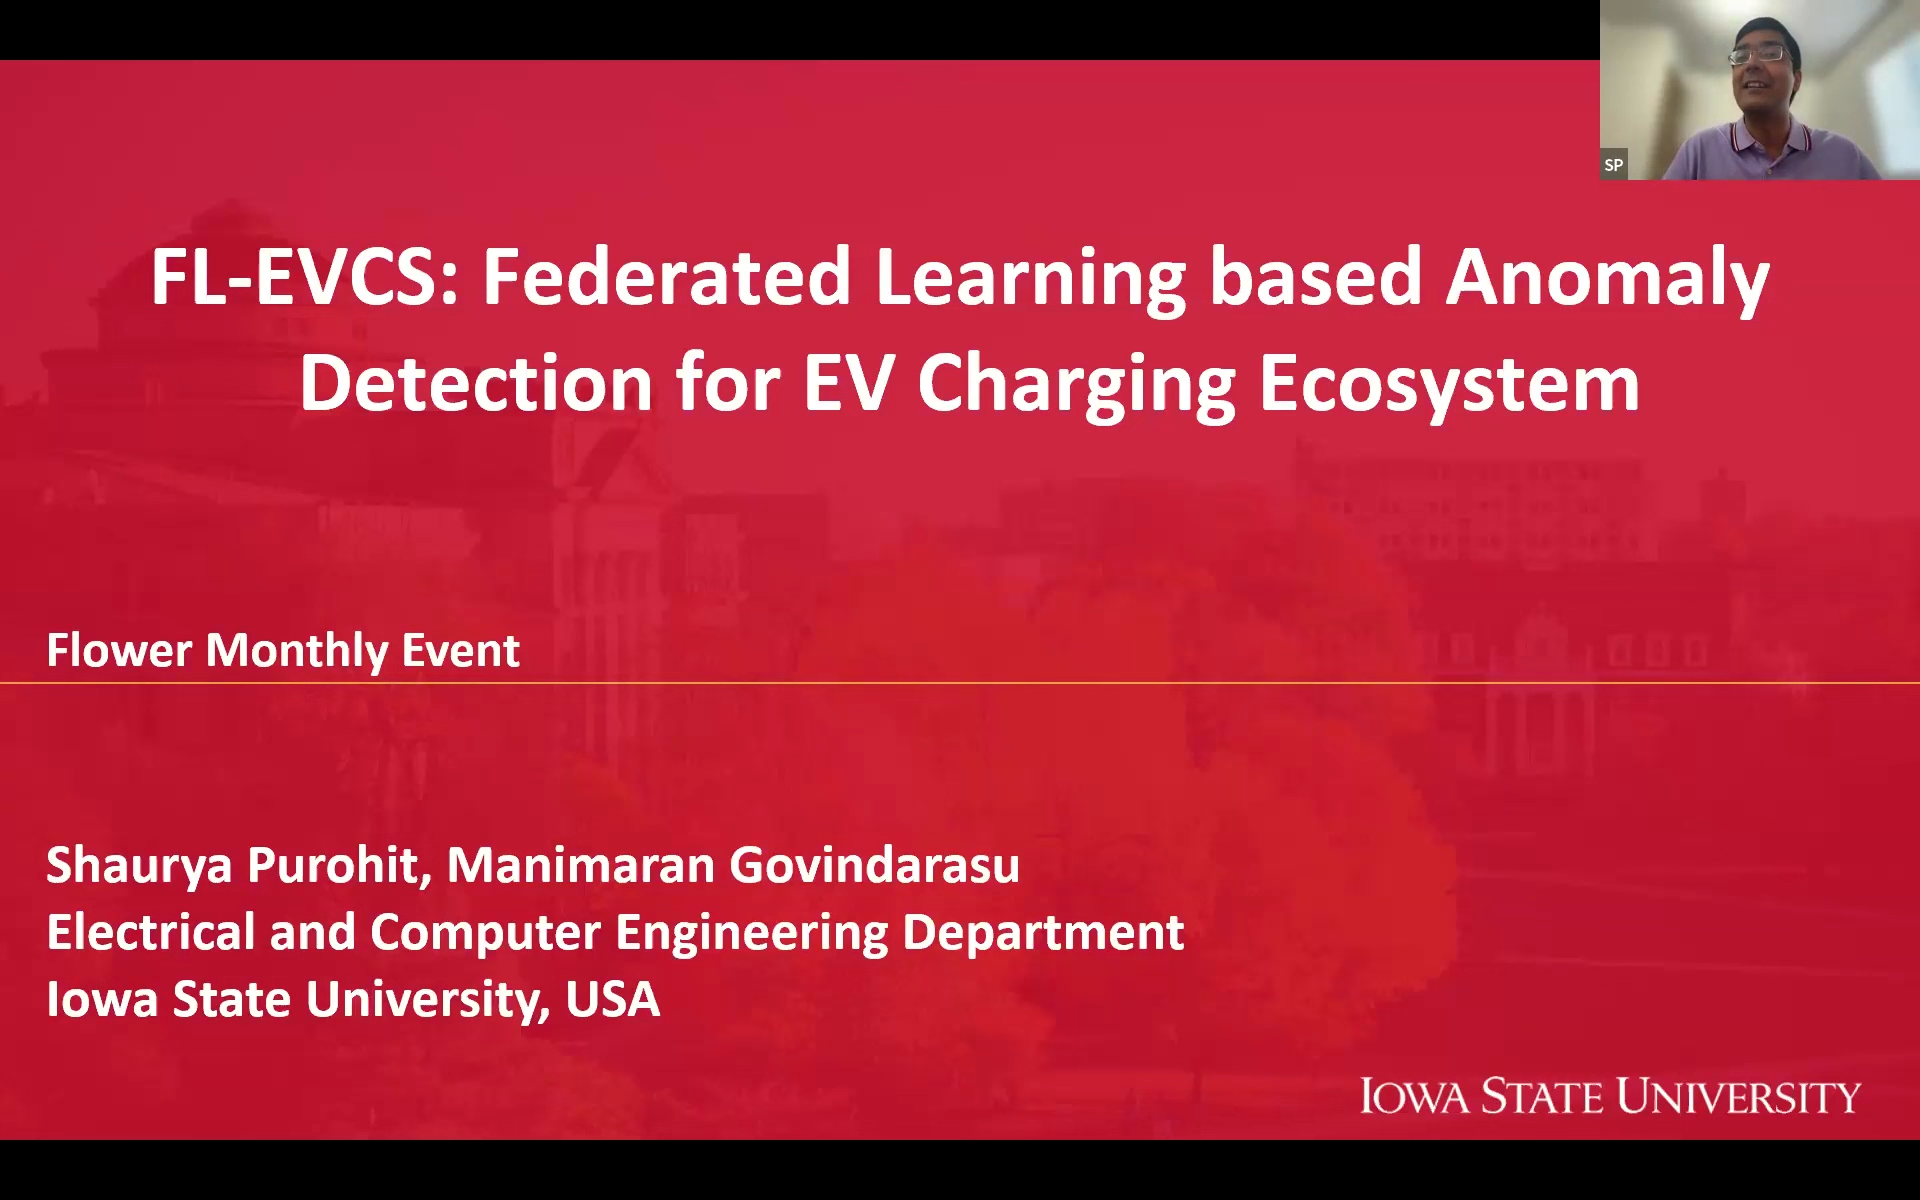 SP
FL-EVCS: Federated Learning based Anomaly
Detection for EV Charging Ecosystem
Flower Monthly Event
Shaurya Purohit, Manimaran Govindarasu
Electrical and Computer Engineering Department
Iowa State University, USA
IOWA STATE UNIVERSITY